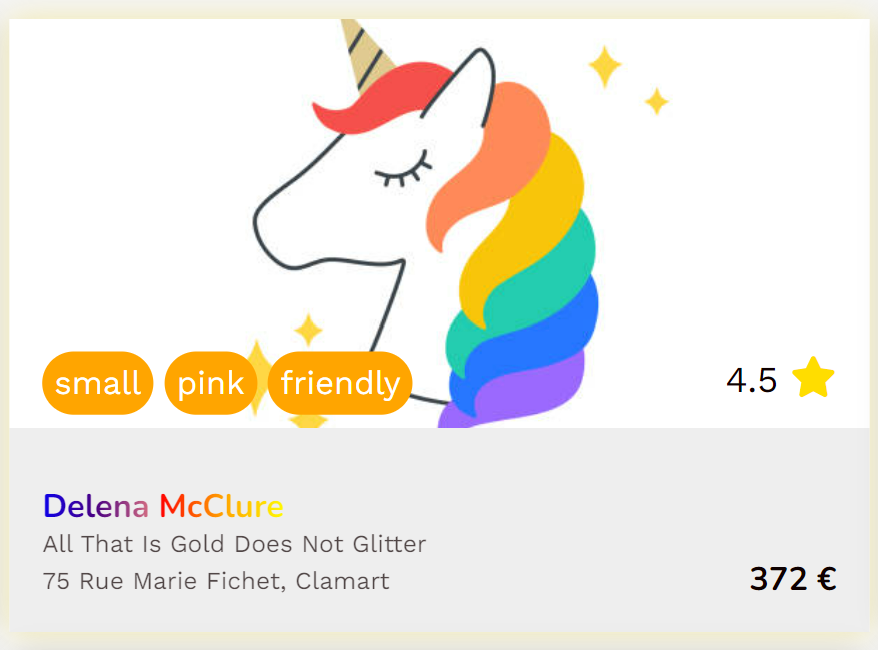 small pink friendly
4.5
Delena McClure
All That Is Gold Does Not Glitter
75 Rue Marie Fichet, Clamart
372 €